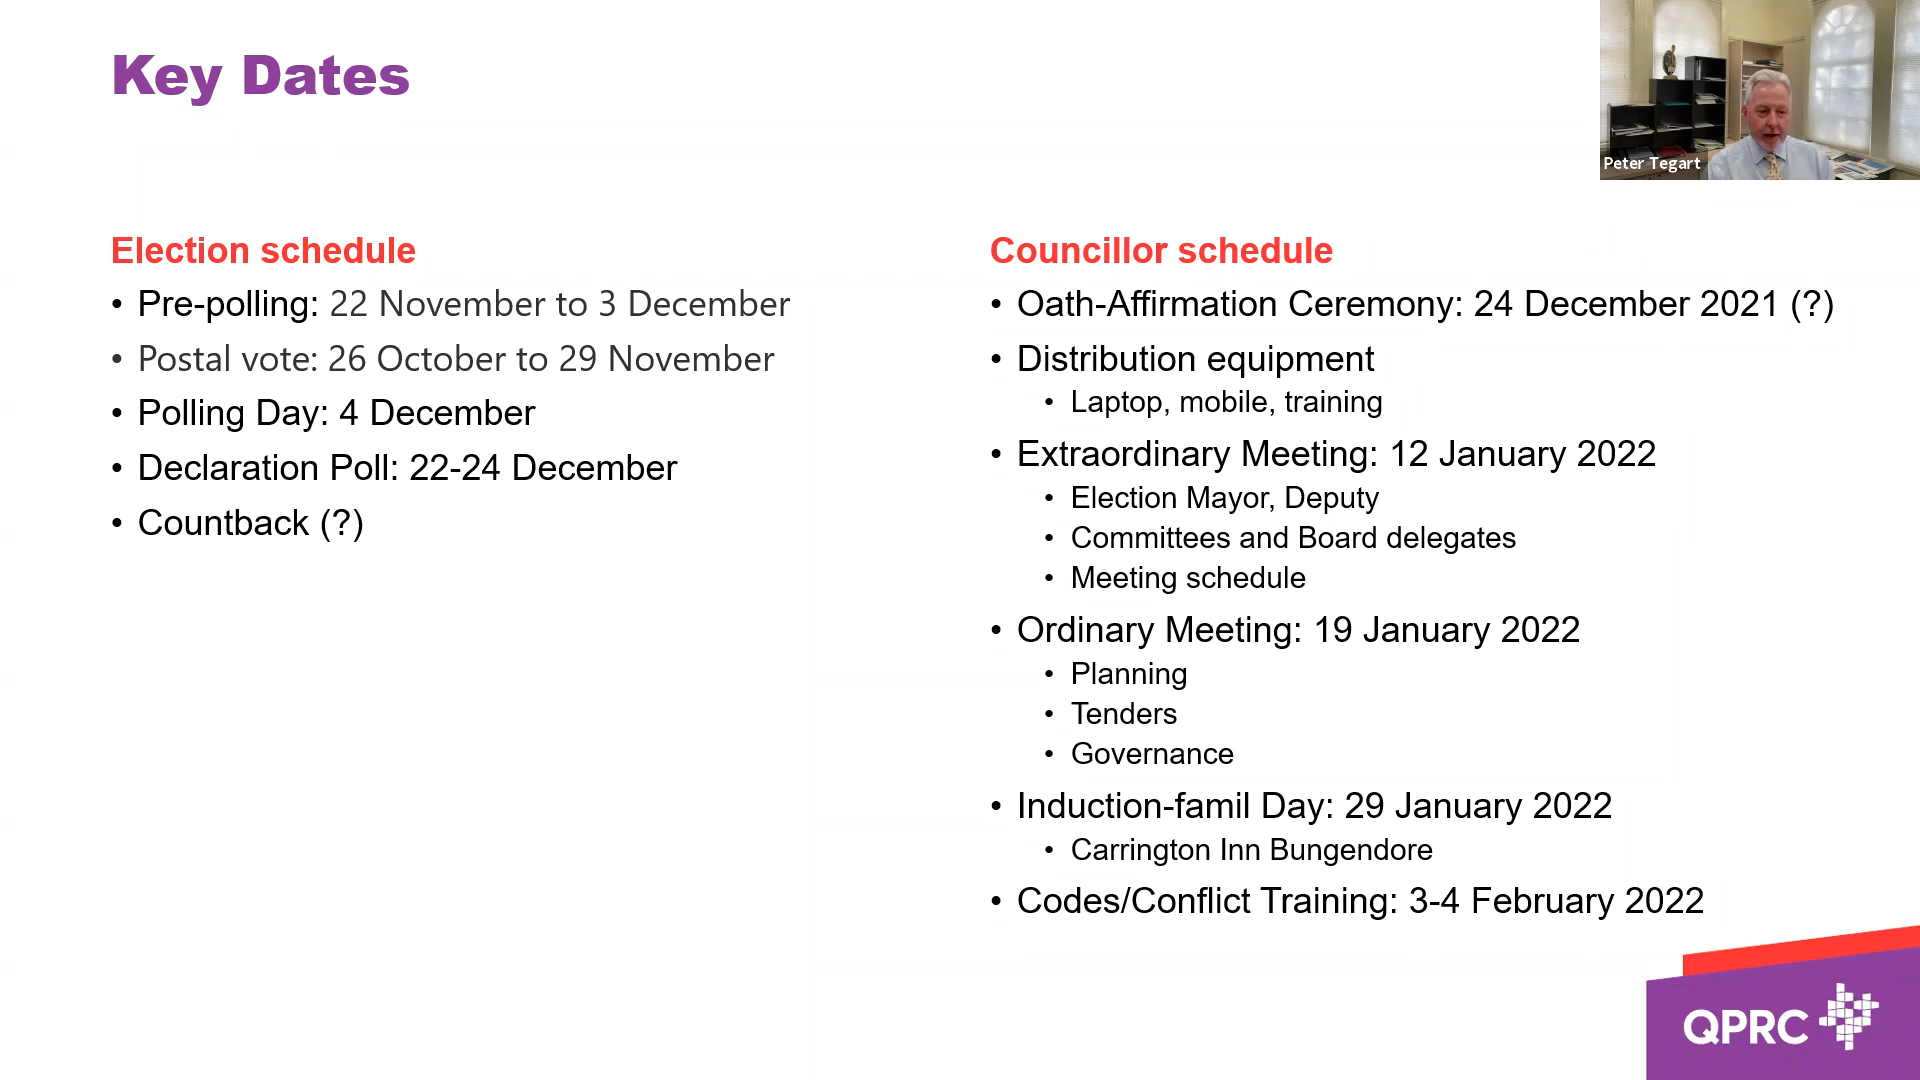 Key Dates
Peter Tegart
Election schedule
• Pre-polling: 22 November to 3 December
• Postal vote: 26 October to 29 November
• Polling Day: 4 December
• Declaration Poll: 22-24 December
• Countback (?)
Councillor schedule
• Oath-Affirmation Ceremony: 24 December 2021 (?)
• Distribution equipment
• Laptop, mobile, training
• Extraordinary Meeting: 12 January 2022
• Election Mayor, Deputy
• Committees and Board delegates
• Meeting schedule
• Ordinary Meeting: 19 January 2022
• Planning
• Tenders
• Governance
• Induction-famil Day: 29 January 2022
• Carrington Inn Bungendore
• Codes/Conflict Training: 3-4 February 2022
QPRC